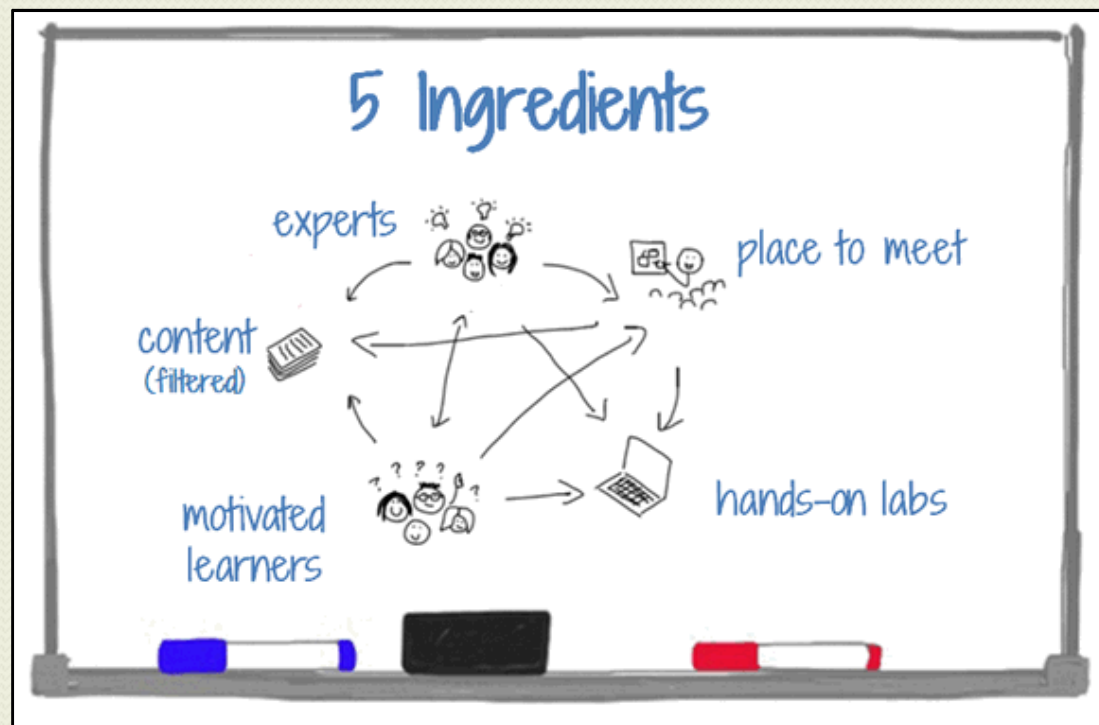 5 Ingredients
experts
place to meet
content
(filtered)
? ? ? ? ?
motivated
learners
hands-on labs